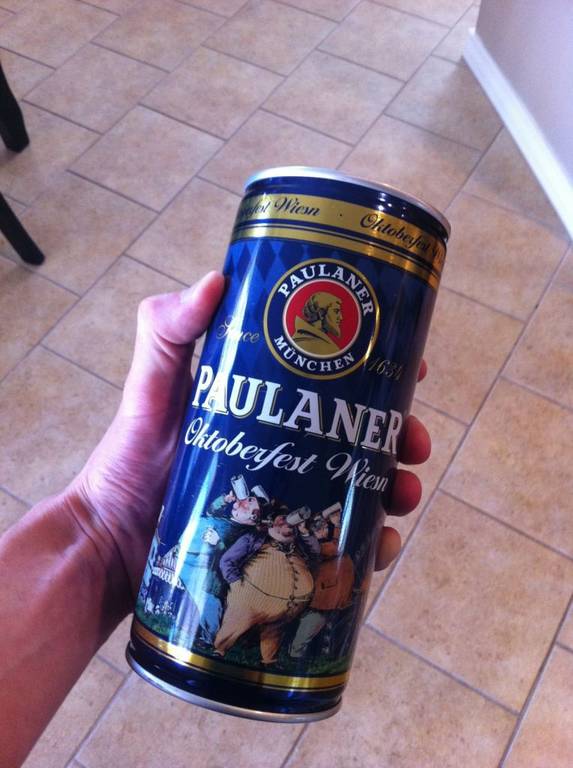 Wiesn · Oktoberfest
PAULANER
MÜNCHEN
Since 1634
PAULANER
Oktoberfest Wiesn